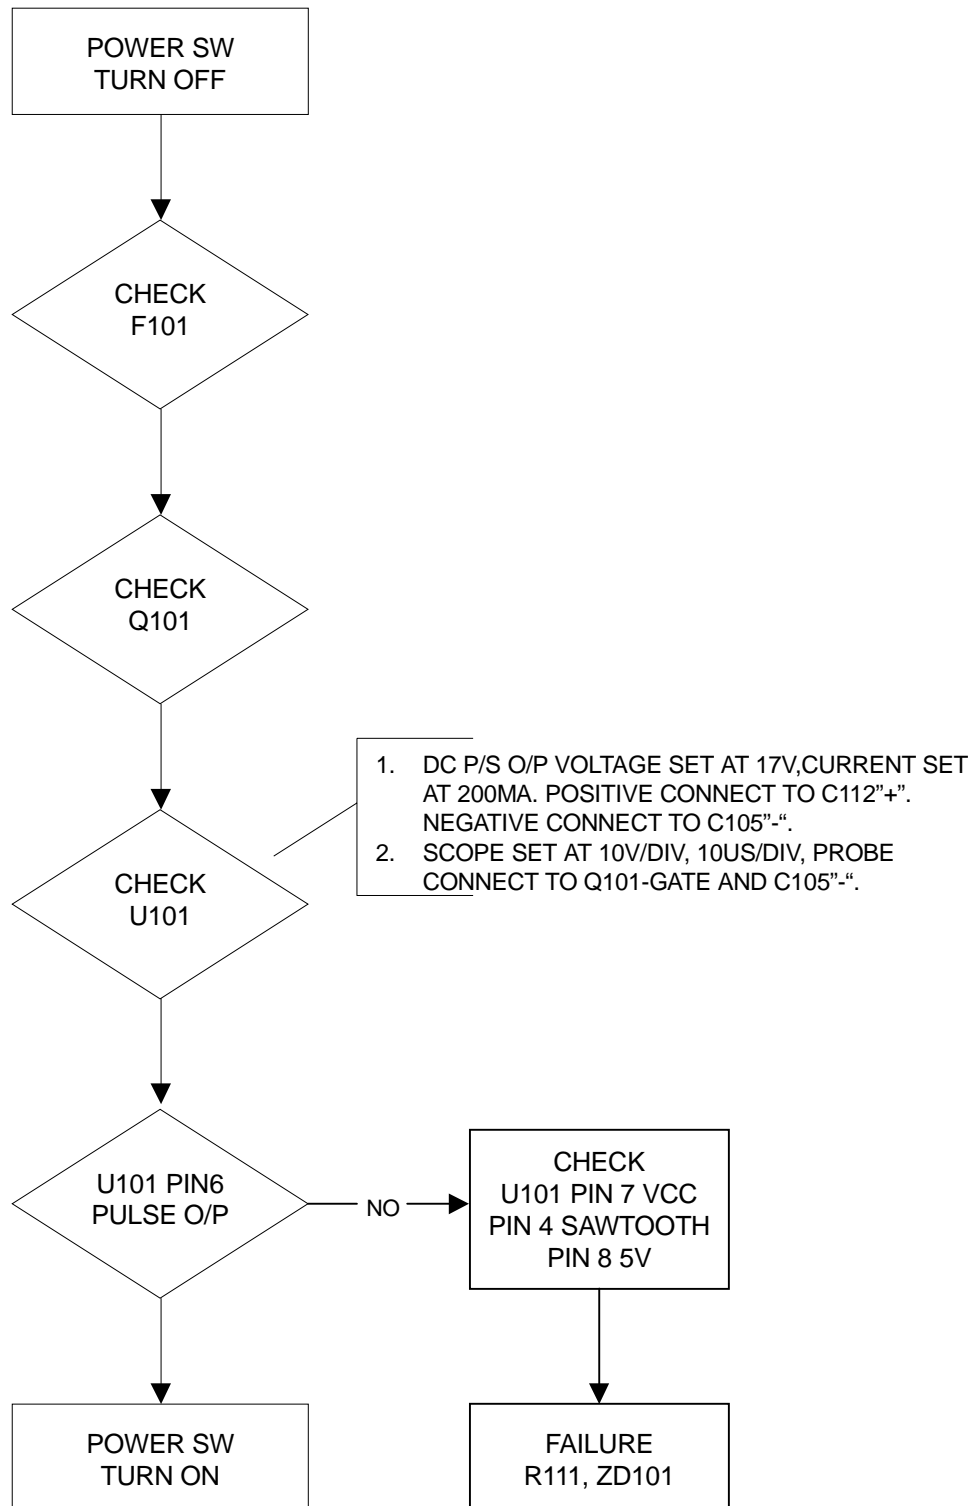 POWER SW
TURN OFF
CHECK
F101
CHECK
Q101
1. DC P/S O/P VOLTAGE SET AT 17V,CURRENT SET
AT 200MA. POSITIVE CONNECT TO C112”+”.
NEGATIVE CONNECT TO C105”-“.
2. SCOPE SET AT 10V/DIV, 10US/DIV, PROBE
CONNECT TO Q101-GATE AND C105”-“.
CHECK
U101
U101 PIN6
PULSE O/P
NO
CHECK
U101 PIN 7 VCC
PIN 4 SAWTOOTH
PIN 8 5V
POWER SW
TURN ON
FAILURE
R111, ZD101